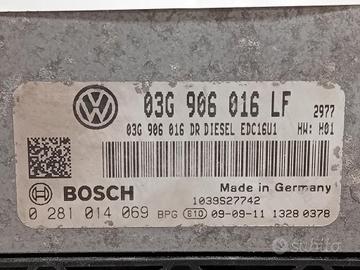 03G 906 016 LF 2977
03G 906 016 DR DIESEL EDC16U1 HW: H01
BOSCH
Made in Germany
1039S27742
0 281 014 069 BPG e10 09-09-11 1328 0378
subito